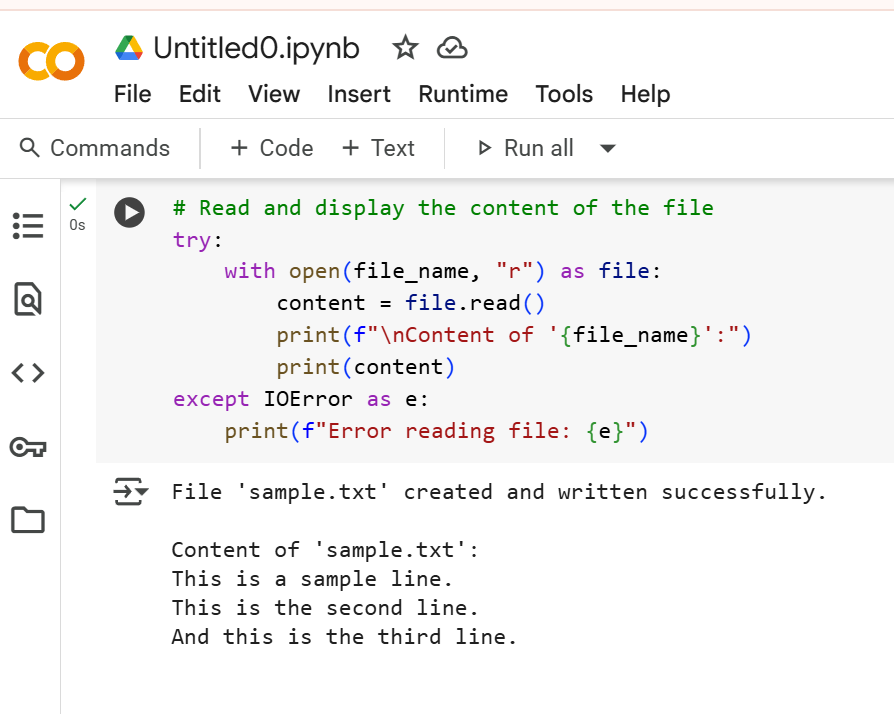 Untitled0.ipynb
File Edit View Insert Runtime Tools Help
Commands + Code + Text Run all
0s
# Read and display the content of the file
try:
    with open(file_name, "r") as file:
        content = file.read()
        print(f"\nContent of '{file_name}':")
        print(content)
except IOError as e:
    print(f"Error reading file: {e}")
File 'sample.txt' created and written successfully.
Content of 'sample.txt':
This is a sample line.
This is the second line.
And this is the third line.